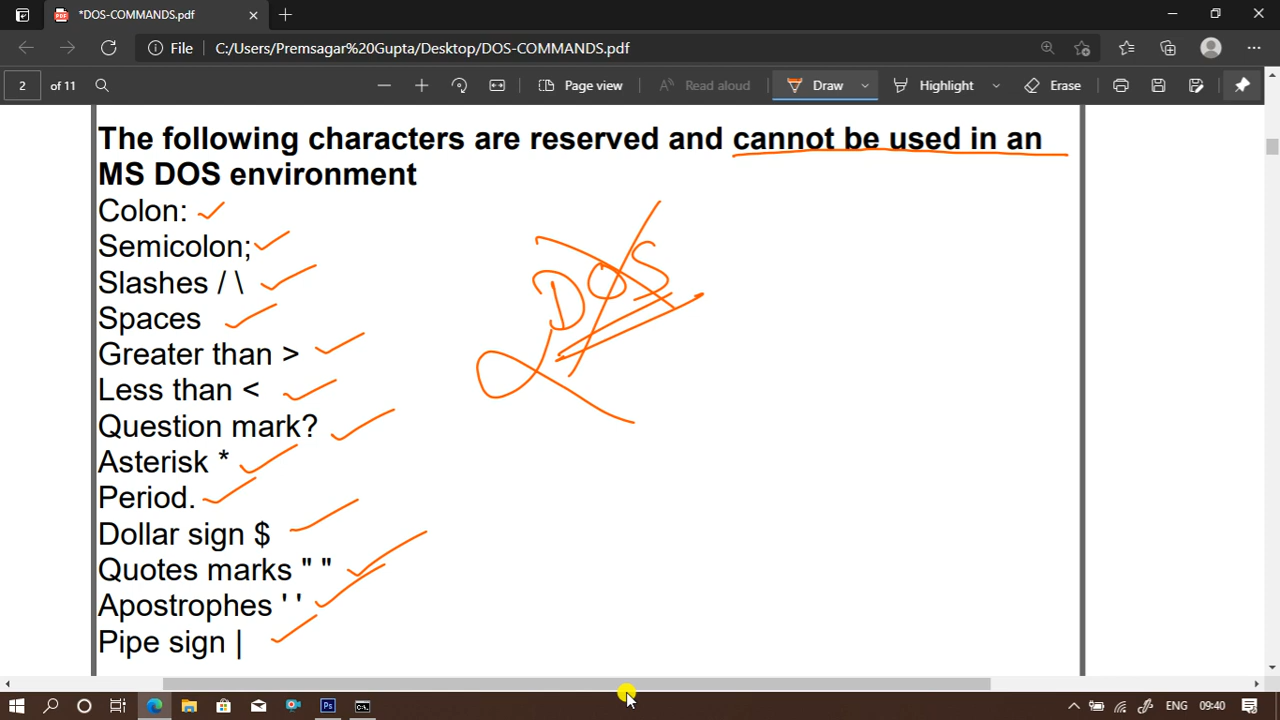 *DOS-COMMANDS.pdf
File C:/Users/Premsagar%20Gupta/Desktop/DOS-COMMANDS.pdf
2 of 11 Page view Read aloud Draw Highlight Erase
The following characters are reserved and cannot be used in an
MS DOS environment
Colon:
Semicolon;
Slashes / \
Spaces
Greater than >
Less than <
Question mark?
Asterisk *
Period.
Dollar sign $
Quotes marks " "
Apostrophes ' '
Pipe sign |
DOS
ENG 09:40